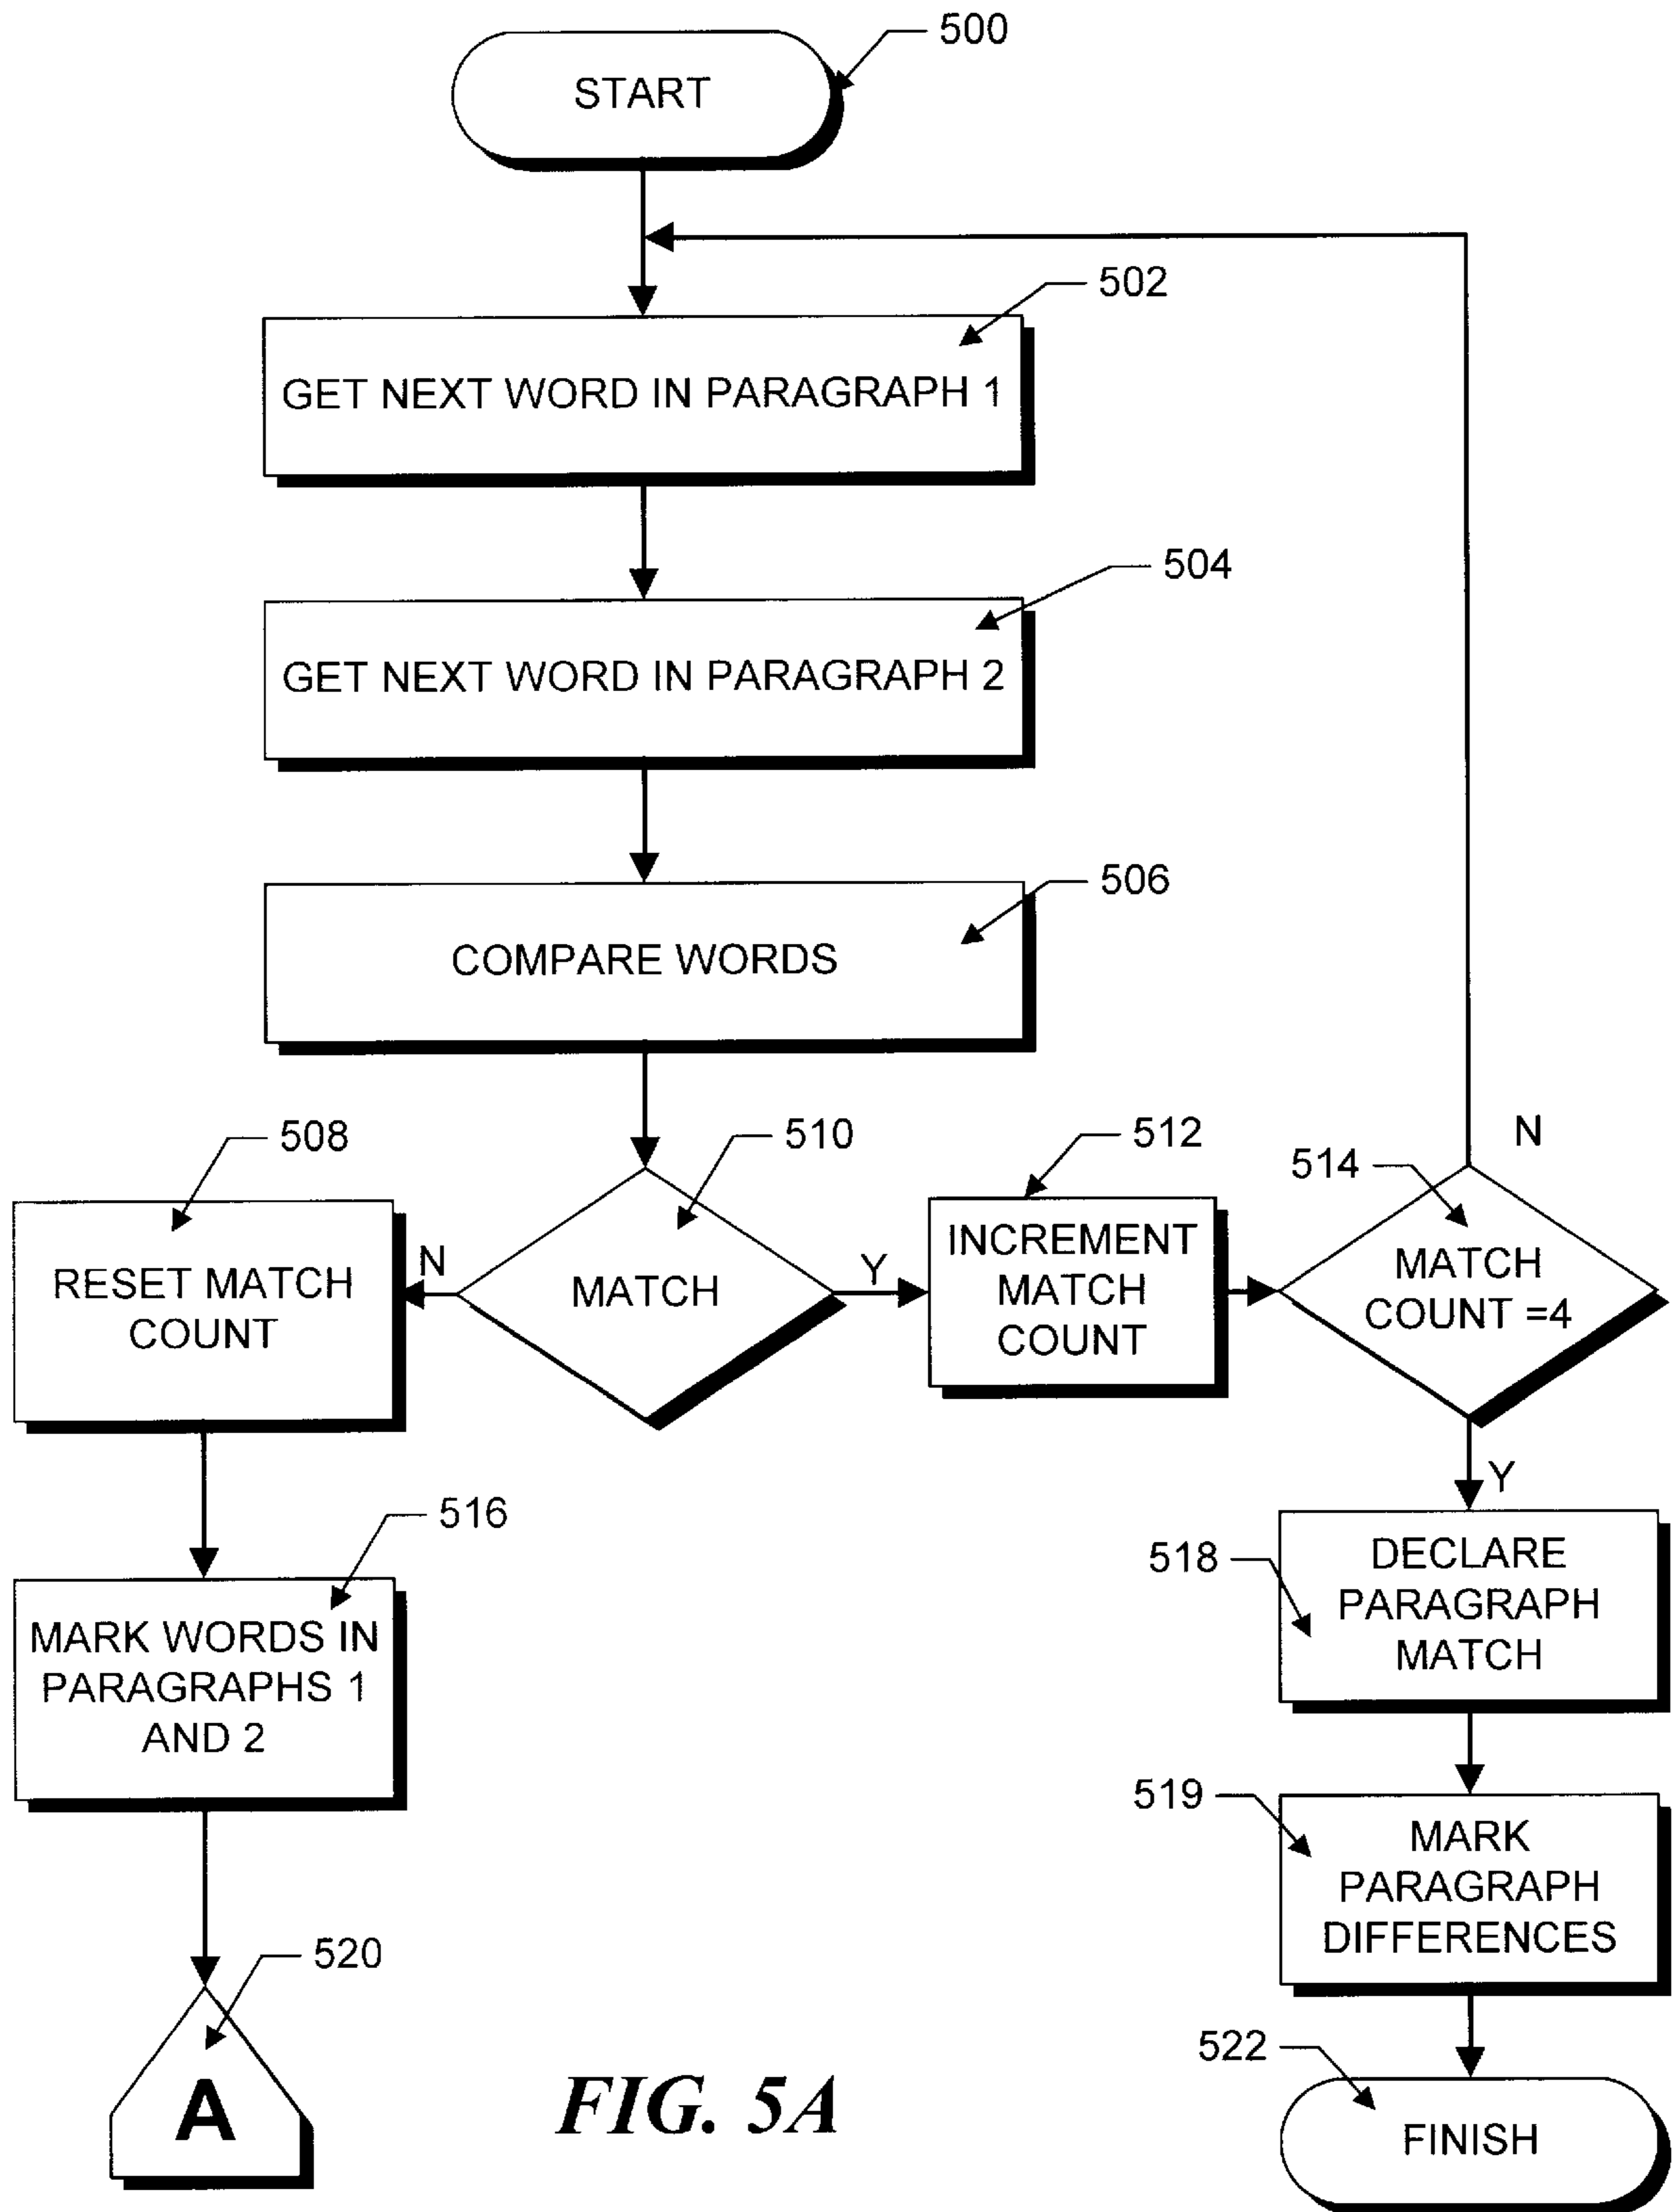 500
START
502
GET NEXT WORD IN PARAGRAPH 1
504
GET NEXT WORD IN PARAGRAPH 2
506
COMPARE WORDS
508
510
512
514
N
RESET MATCH
COUNT
N
MATCH
Y
INCREMENT
MATCH
COUNT
MATCH
COUNT =4
Y
516
MARK WORDS IN
PARAGRAPHS 1
AND 2
518
DECLARE
PARAGRAPH
MATCH
519
MARK
PARAGRAPH
DIFFERENCES
520
A
522
FINISH
FIG. 5A